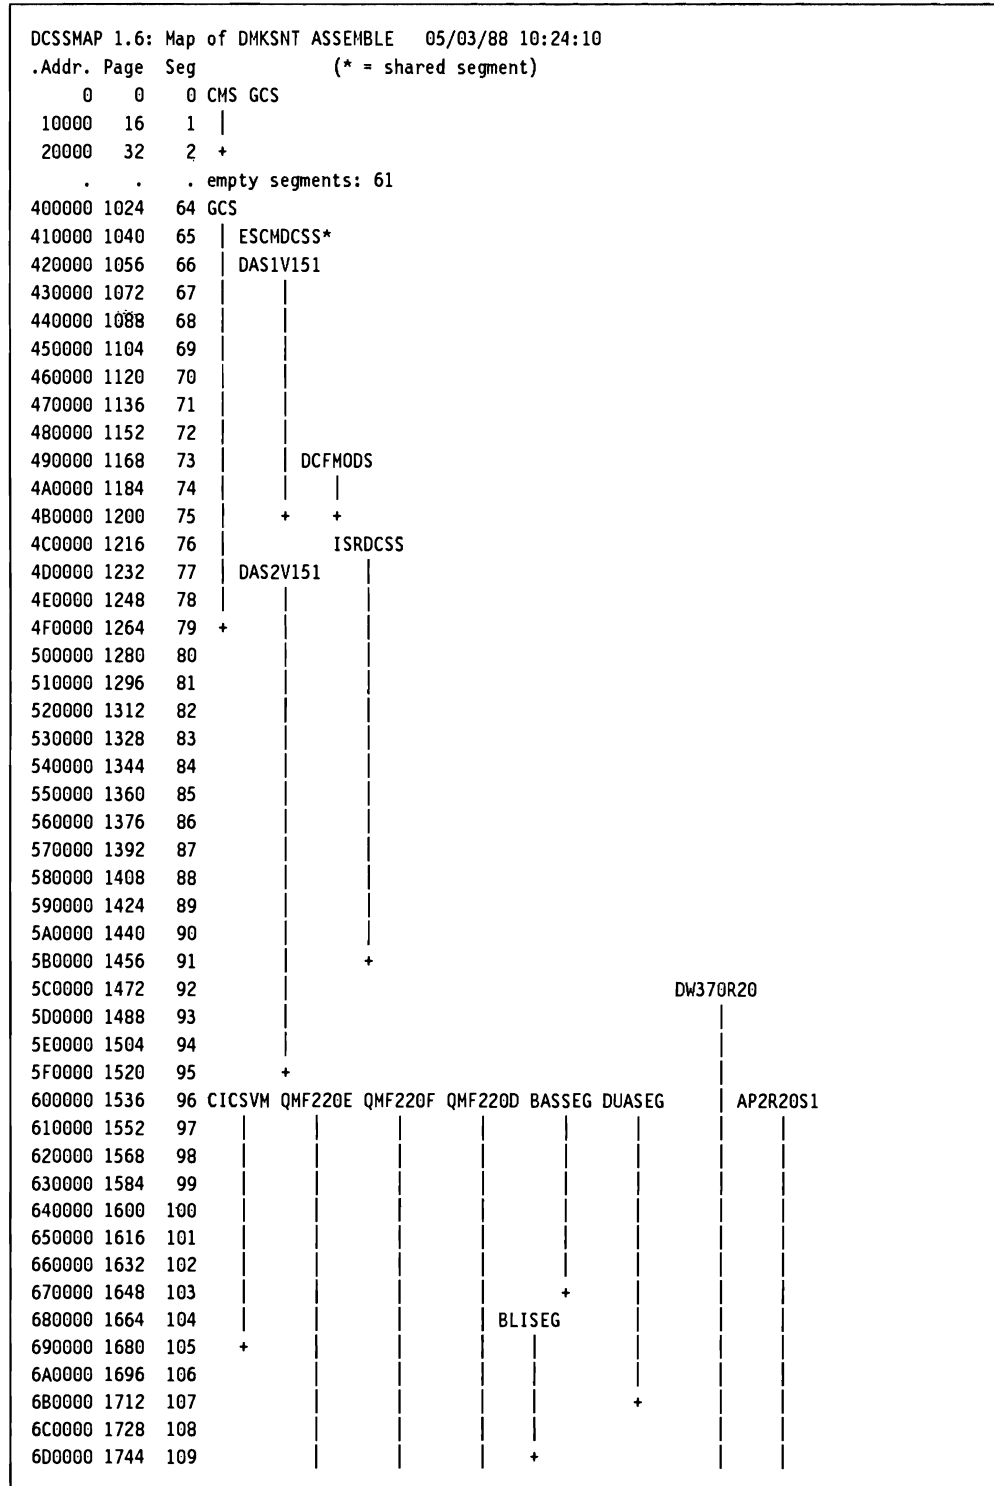 DCSSMAP 1.6: Map of DMKSNT ASSEMBLE   05/03/88 10:24:10
.Addr. Page  Seg             (* = shared segment)
     0    0    0 CMS GCS
 10000   16    1  |
 20000   32    2  +
     .    .    . empty segments: 61
400000 1024   64 GCS
410000 1040   65  | ESCMDCSS*
420000 1056   66  | DAS1V151
430000 1072   67  |     |
440000 1088   68  |     |
450000 1104   69  |     |
460000 1120   70  |     |
470000 1136   71  |     |
480000 1152   72  |     |
490000 1168   73  |     | DCFMODS
4A0000 1184   74  |     |    |
4B0000 1200   75  |     +    +
4C0000 1216   76  |          ISRDCSS
4D0000 1232   77  | DAS2V151    |
4E0000 1248   78  |     |       |
4F0000 1264   79  +     |       |
500000 1280   80        |       |
510000 1296   81        |       |
520000 1312   82        |       |
530000 1328   83        |       |
540000 1344   84        |       |
550000 1360   85        |       |
560000 1376   86        |       |
570000 1392   87        |       |
580000 1408   88        |       |
590000 1424   89        |       |
5A0000 1440   90        |       |
5B0000 1456   91        |       +
5C0000 1472   92        |                                     DW370R20
5D0000 1488   93        |                                         |
5E0000 1504   94        |                                         |
5F0000 1520   95        +                                         |
600000 1536   96 CICSVM QMF220E QMF220F QMF220D BASSEG DUASEG     | AP2R20S1
610000 1552   97    |      |       |       |       |      |       |     |
620000 1568   98    |      |       |       |       |      |       |     |
630000 1584   99    |      |       |       |       |      |       |     |
640000 1600  100    |      |       |       |       |      |       |     |
650000 1616  101    |      |       |       |       |      |       |     |
660000 1632  102    |      |       |       |       |      |       |     |
670000 1648  103    |      |       |       |       +      |       |     |
680000 1664  104    |      |       |       | BLISEG       |       |     |
690000 1680  105    +      |       |       |    |         |       |     |
6A0000 1696  106           |       |       |    |         |       |     |
6B0000 1712  107           |       |       |    |         +       |     |
6C0000 1728  108           |       |       |    |                 |     |
6D0000 1744  109           |       |       |    +                 |     |